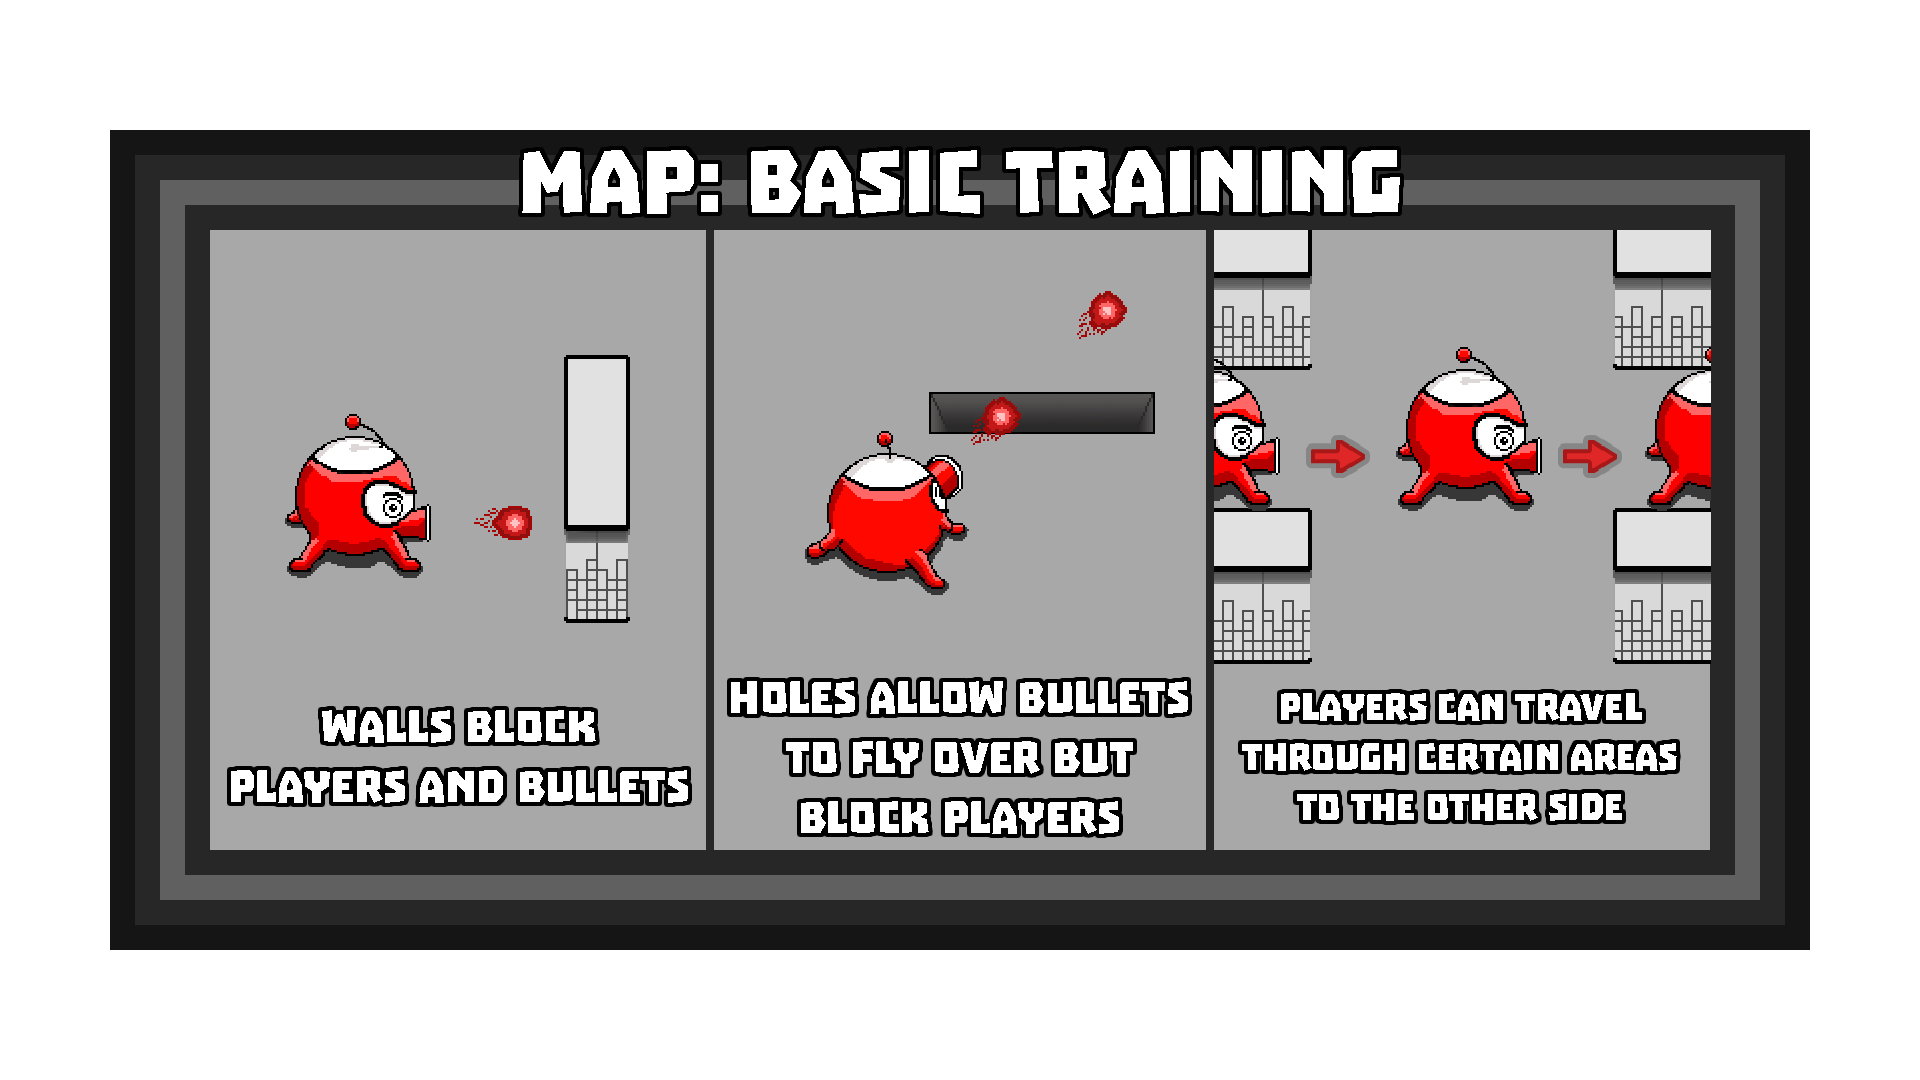 MAP: BASIC TRAINING
WALLS BLOCK
PLAYERS AND BULLETS
HOLES ALLOW BULLETS
TO FLY OVER BUT
BLOCK PLAYERS
PLAYERS CAN TRAVEL
THROUGH CERTAIN AREAS
TO THE OTHER SIDE